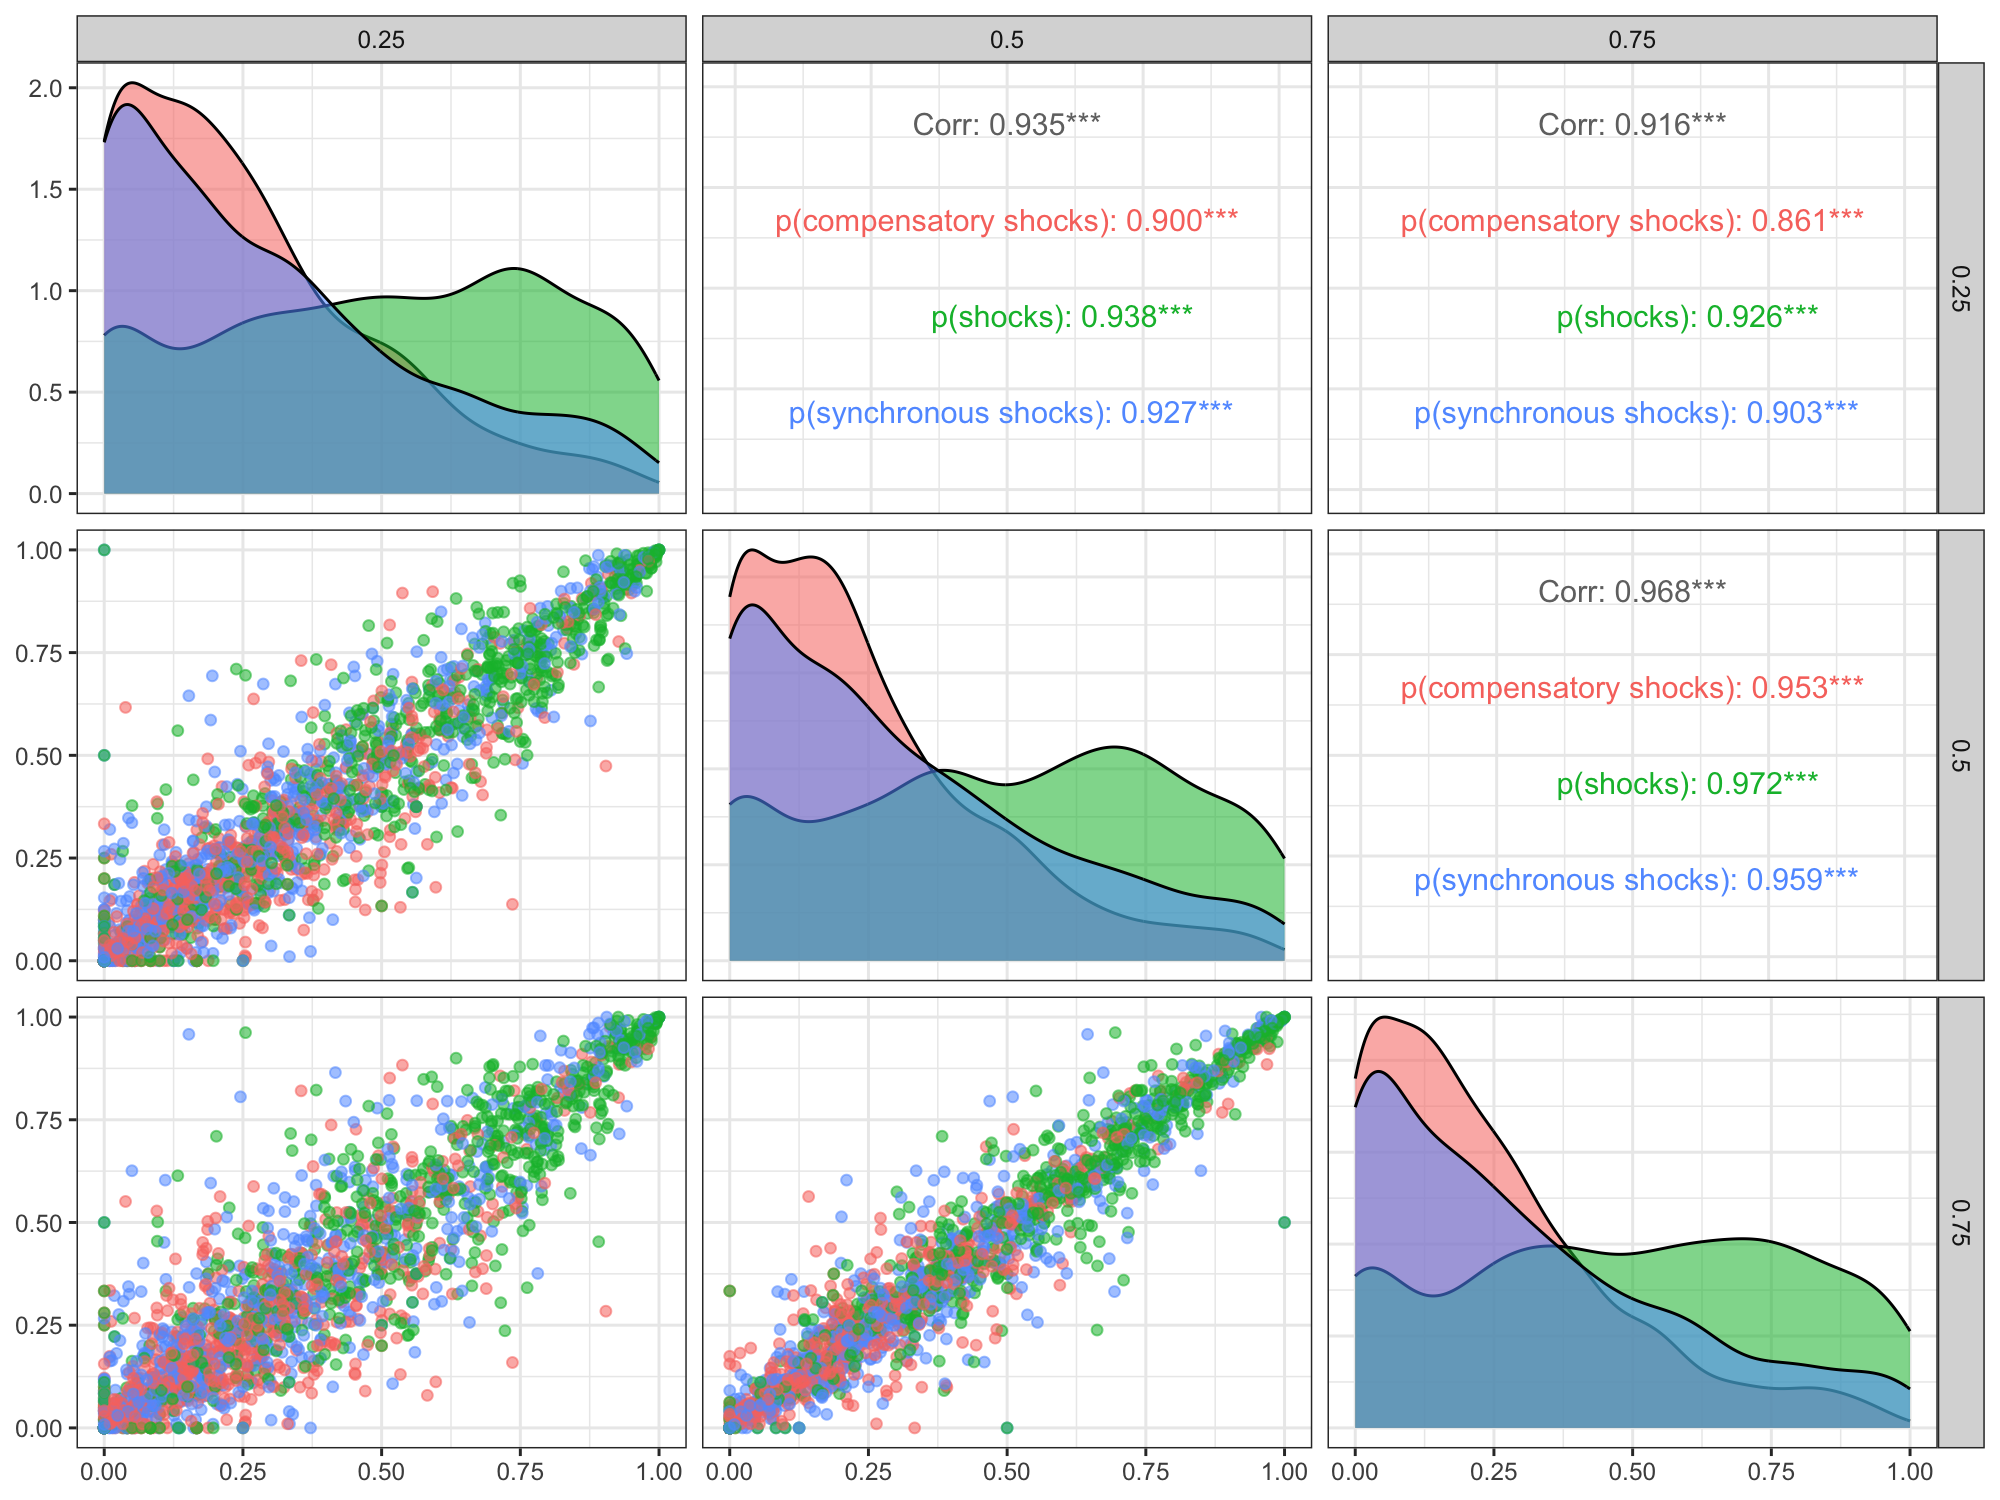 0.25 0.5 0.75
2.0
1.5
1.0
0.5
0.0
Corr: 0.935***
p(compensatory shocks): 0.900***
p(shocks): 0.938***
p(synchronous shocks): 0.927***
Corr: 0.916***
p(compensatory shocks): 0.861***
p(shocks): 0.926***
p(synchronous shocks): 0.903***
0.25
1.00
0.75
0.50
0.25
0.00
Corr: 0.968***
p(compensatory shocks): 0.953***
p(shocks): 0.972***
p(synchronous shocks): 0.959***
0.5
1.00
0.75
0.50
0.25
0.00
0.75
0.00 0.25 0.50 0.75 1.00 0.00 0.25 0.50 0.75 1.00 0.00 0.25 0.50 0.75 1.00